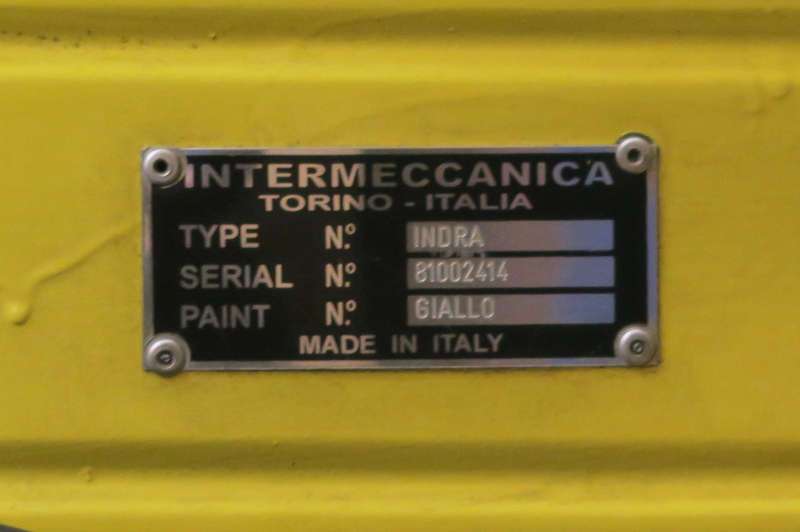 INTERMECCANICA
TORINO - ITALIA
TYPE N.º INDRA
SERIAL N.º 81002414
PAINT N.º GIALLO
MADE IN ITALY